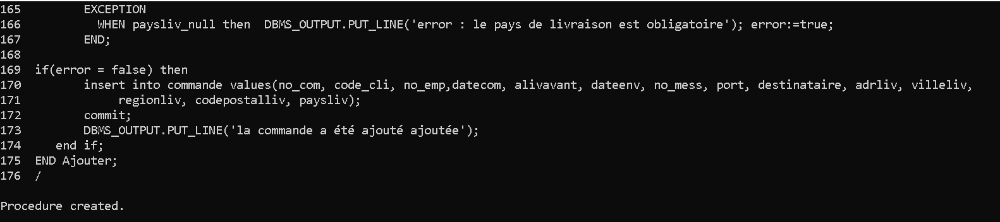 165         EXCEPTION
166           WHEN paysliv_null then  DBMS_OUTPUT.PUT_LINE('error : le pays de livraison est obligatoire'); error:=true;
167         END;
168
169  if(error = false) then
170         insert into commande values(no_com, code_cli, no_emp,datecom, alivavant, dateenv, no_mess, port, destinataire, adrliv, villeliv,
171              regionliv, codepostalliv, paysliv);
172         commit;
173         DBMS_OUTPUT.PUT_LINE('la commande a été ajouté ajoutée');
174     end if;
175  END Ajouter;
176  /

Procedure created.